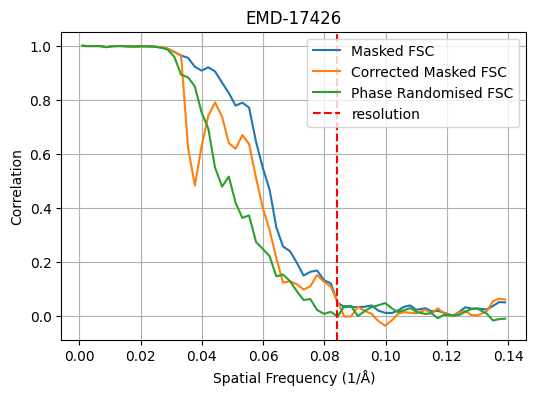 EMD-17426
Masked FSC
Corrected Masked FSC
Phase Randomised FSC
resolution
Correlation
1.0
0.8
0.6
0.4
0.2
0.0
0.00 0.02 0.04 0.06 0.08 0.10 0.12 0.14
Spatial Frequency (1/Å)